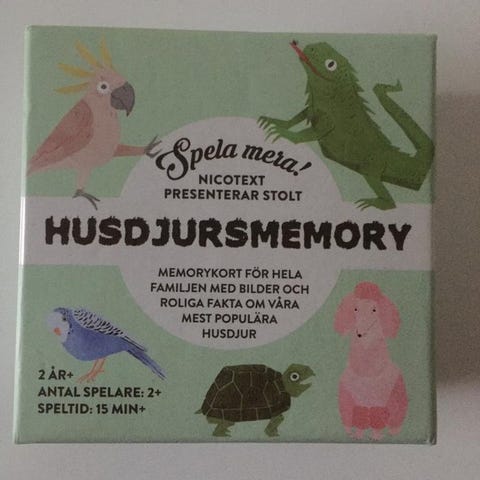 Spela mera!
NICOTEXT
PRESENTERAR STOLT
HUSDJURSMEMORY
MEMORYKORT FÖR HELA
FAMILJEN MED BILDER OCH
ROLIGA FAKTA OM VÅRA
MEST POPULÄRA
HUSDJUR
2 ÅR+
ANTAL SPELARE: 2+
SPELTID: 15 MIN+